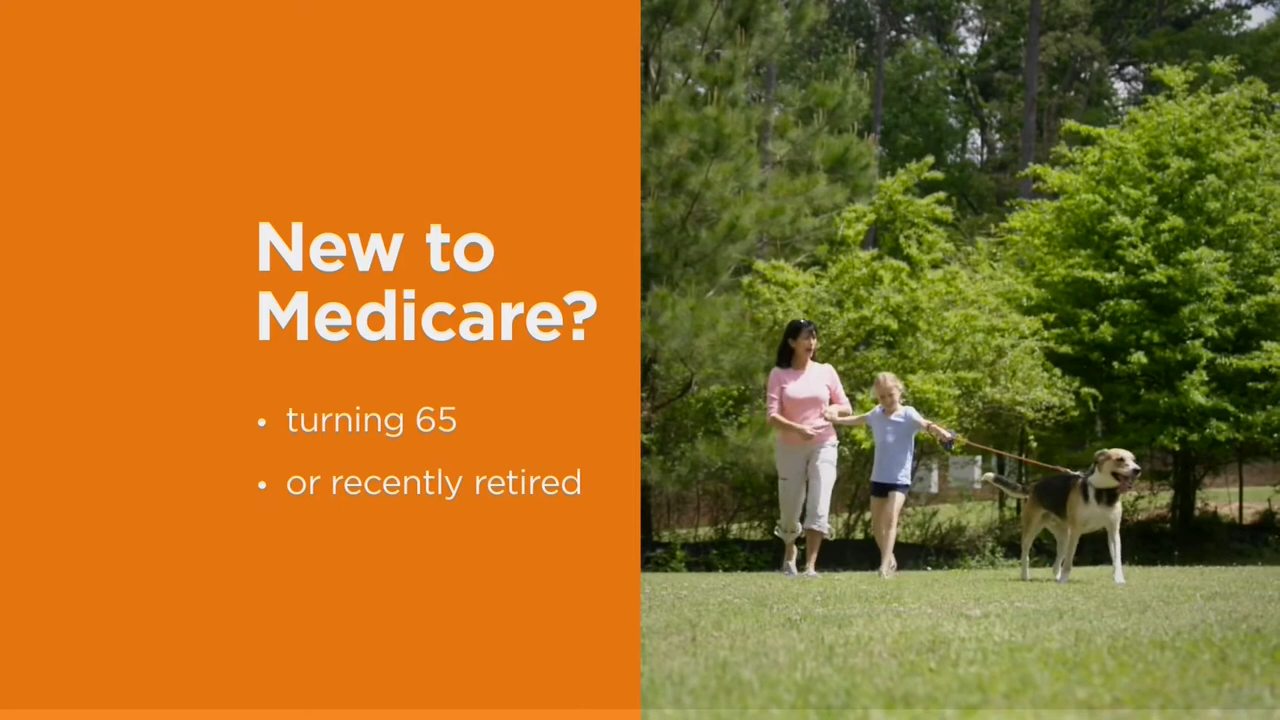 New to
Medicare?
• turning 65
• or recently retired